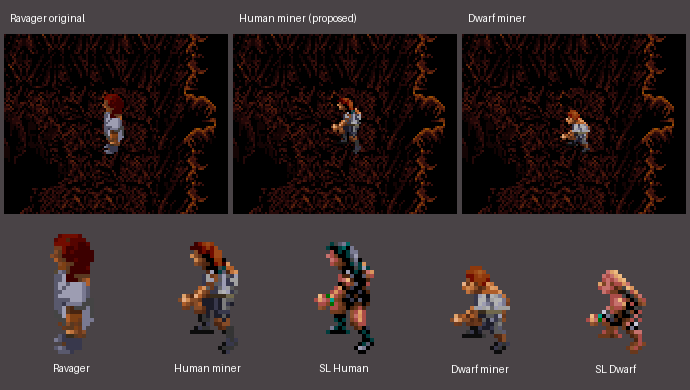 Ravager original
Human miner (proposed)
Dwarf miner
Ravager
Human miner
SL Human
Dwarf miner
SL Dwarf